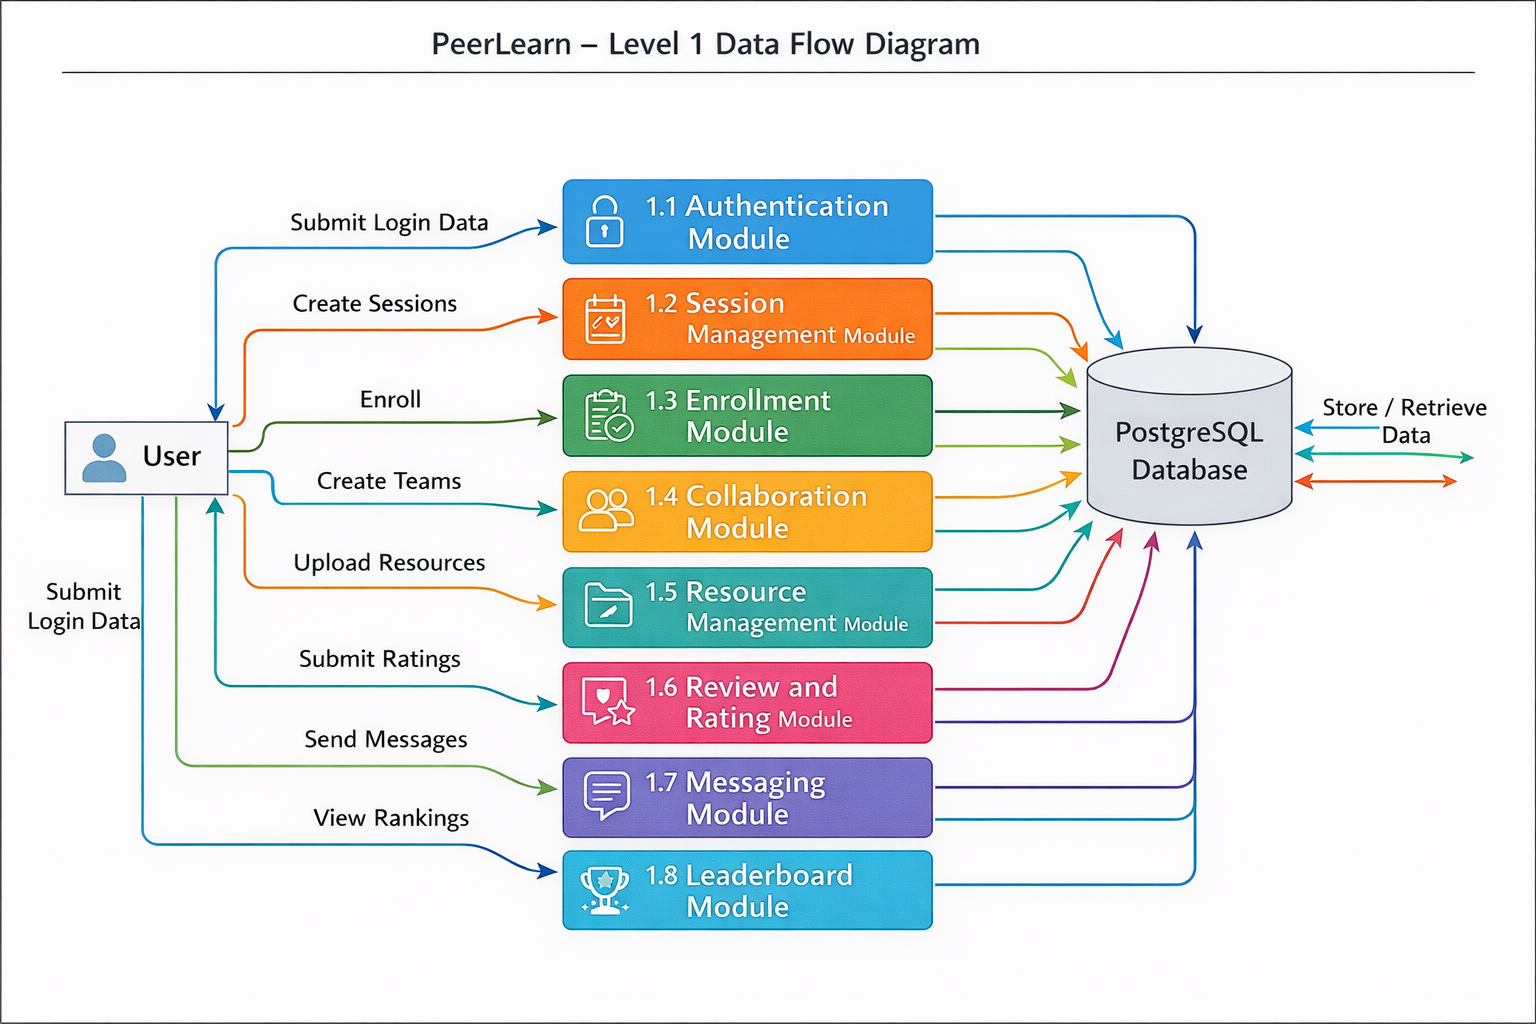 PeerLearn – Level 1 Data Flow Diagram
Submit Login Data
1.1 Authentication
Module
Create Sessions
1.2 Session
Management Module
Enroll
1.3 Enrollment
Module
User
Create Teams
1.4 Collaboration
Module
PostgreSQL
Database
Store / Retrieve
Data
Upload Resources
1.5 Resource
Management Module
Submit
Login Data
Submit Ratings
1.6 Review and
Rating Module
Send Messages
1.7 Messaging
Module
View Rankings
1.8 Leaderboard
Module